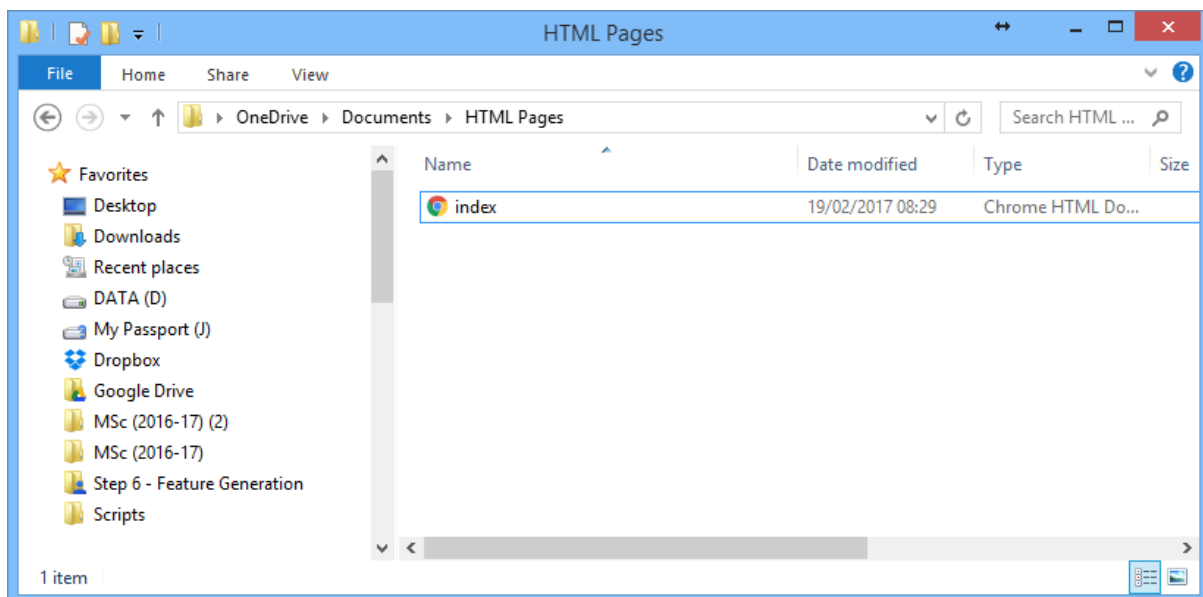 HTML Pages
File Home Share View
OneDrive Documents HTML Pages Search HTML ...
Favorites
Desktop
Downloads
Recent places
DATA (D)
My Passport (J)
Dropbox
Google Drive
MSc (2016-17) (2)
MSc (2016-17)
Step 6 - Feature Generation
Scripts
Name Date modified Type Size
index 19/02/2017 08:29 Chrome HTML Do...
1 item